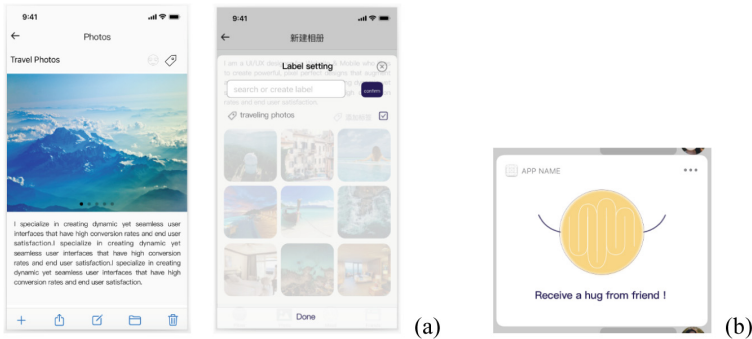 9:41
Photos
Travel Photos
I specialize in creating dynamic yet seamless user
interfaces that have high conversion rates and end user
satisfaction.I specialize in creating dynamic yet
seamless user interfaces that have high conversion
rates and end user satisfaction.I specialize in creating
dynamic yet seamless user interfaces that have high
conversion rates and end user satisfaction.
9:41
新建相册
Label setting
search or create label
confirm
traveling photos
Done
(a)
APP NAME
Receive a hug from friend !
(b)